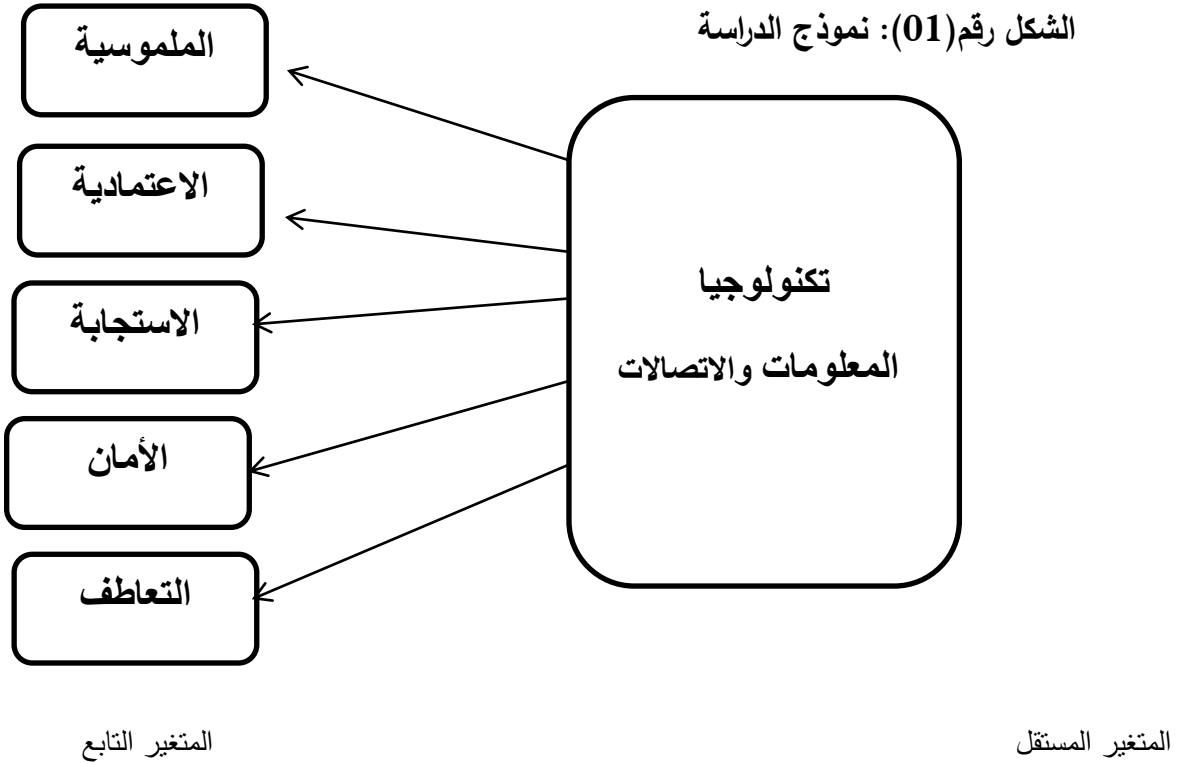 الشكل رقم(01): نموذج الدراسة
تكنولوجيا
المعلومات والاتصالات
الملموسية
الاعتمادية
الاستجابة
الأمان
التعاطف
المتغير المستقل
المتغير التابع